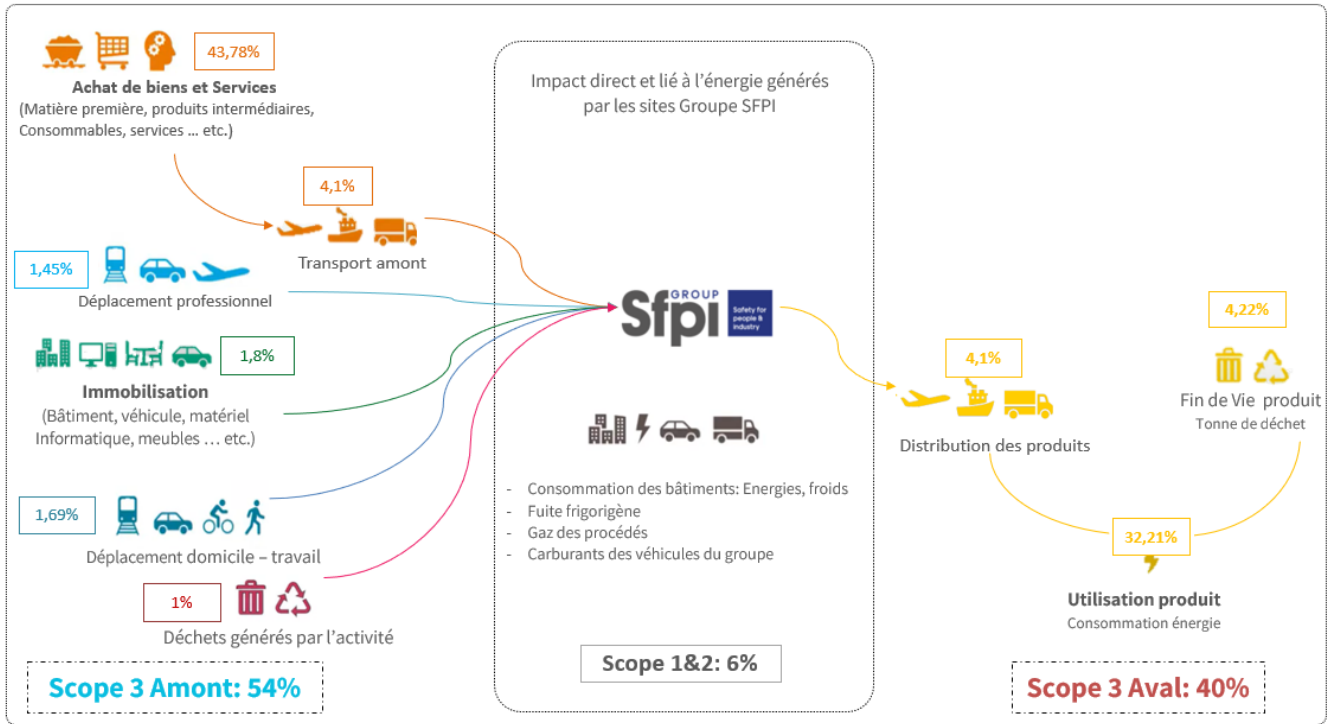 43,78%
Achat de biens et Services
(Matière première, produits intermédiaires,
Consommables, services … etc.)
4,1%
Transport amont
1,45%
Déplacement professionnel
1,8%
Immobilisation
(Bâtiment, véhicule, matériel
Informatique, meubles … etc.)
1,69%
Déplacement domicile – travail
1%
Déchets générés par l’activité
Scope 3 Amont: 54%
Impact direct et lié à l’énergie générés
par les sites Groupe SFPI
GROUP
Sfpi
Safety for
people &
industry
- Consommation des bâtiments: Energies, froids
- Fuite frigorigène
- Gaz des procédés
- Carburants des véhicules du groupe
Scope 1&2: 6%
4,1%
Distribution des produits
4,22%
Fin de Vie produit
Tonne de déchet
32,21%
Utilisation produit
Consommation énergie
Scope 3 Aval: 40%